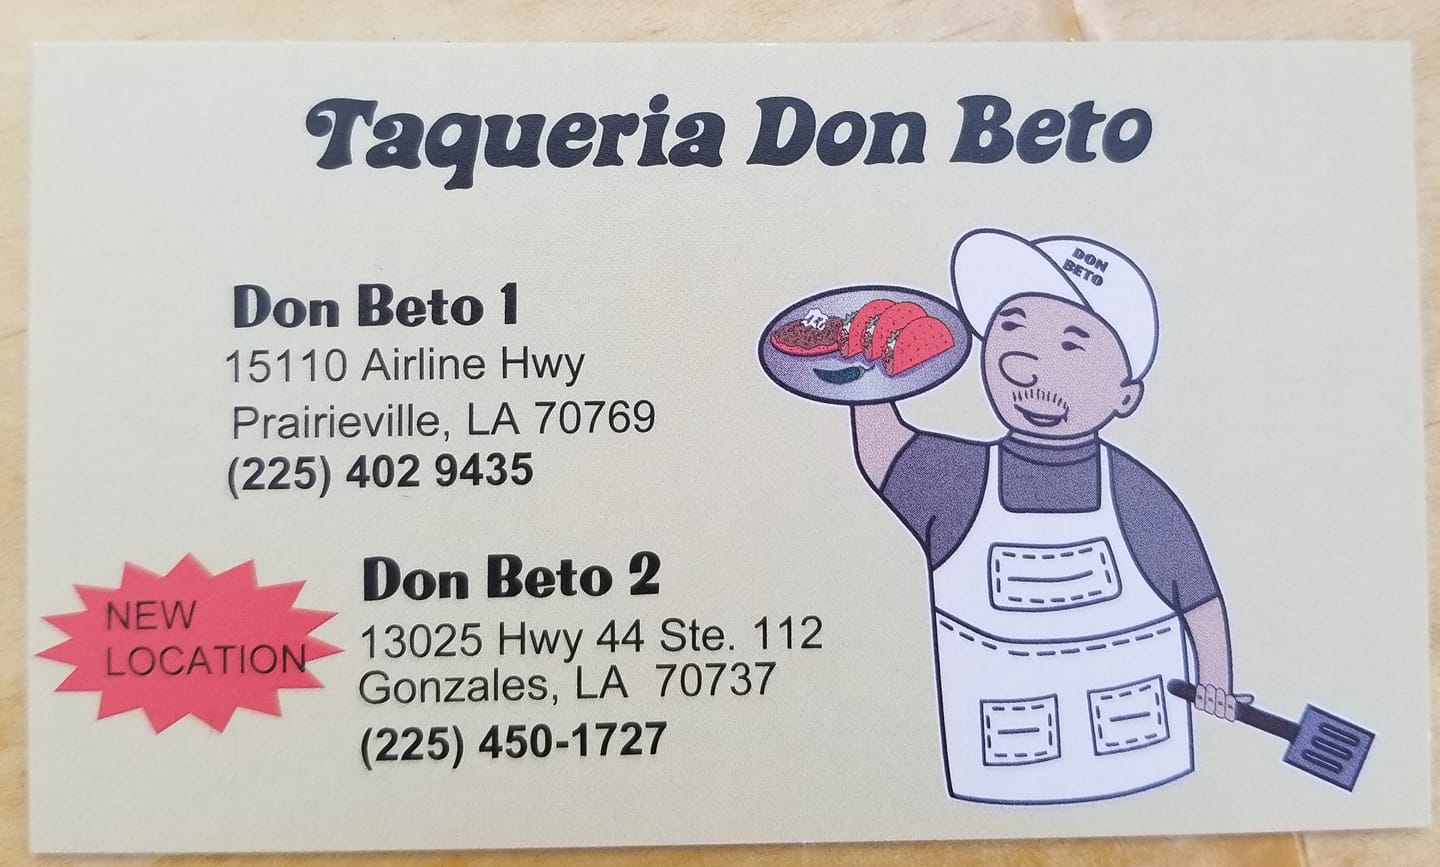 Taqueria Don Beto
DON
BETO
Don Beto 1
15110 Airline Hwy
Prairieville, LA 70769
(225) 402 9435
NEW
LOCATION
Don Beto 2
13025 Hwy 44 Ste. 112
Gonzales, LA 70737
(225) 450-1727